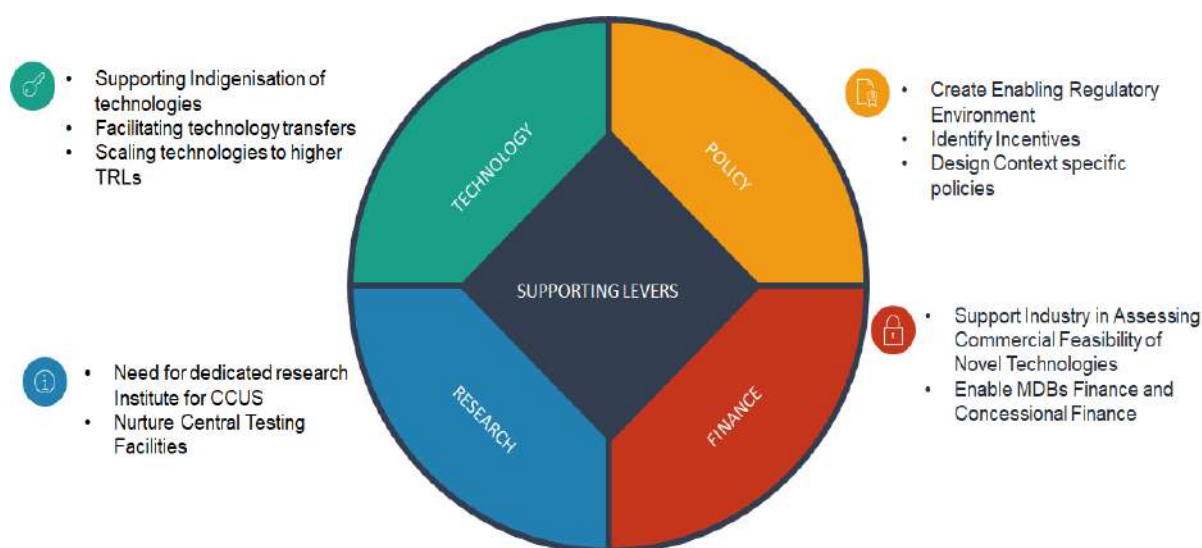 • Supporting Indigenisation of
technologies
• Facilitating technology transfers
• Scaling technologies to higher
TRLs
• Create Enabling Regulatory
Environment
• Identify Incentives
• Design Context specific
policies
TECHNOLOGY
POLICY
SUPPORTING LEVERS
RESEARCH
FINANCE
• Need for dedicated research
Institute for CCUS
• Nurture Central Testing
Facilities
• Support Industry in Assessing
Commercial Feasibility of
Novel Technologies
• Enable MDBs Finance and
Concessional Finance